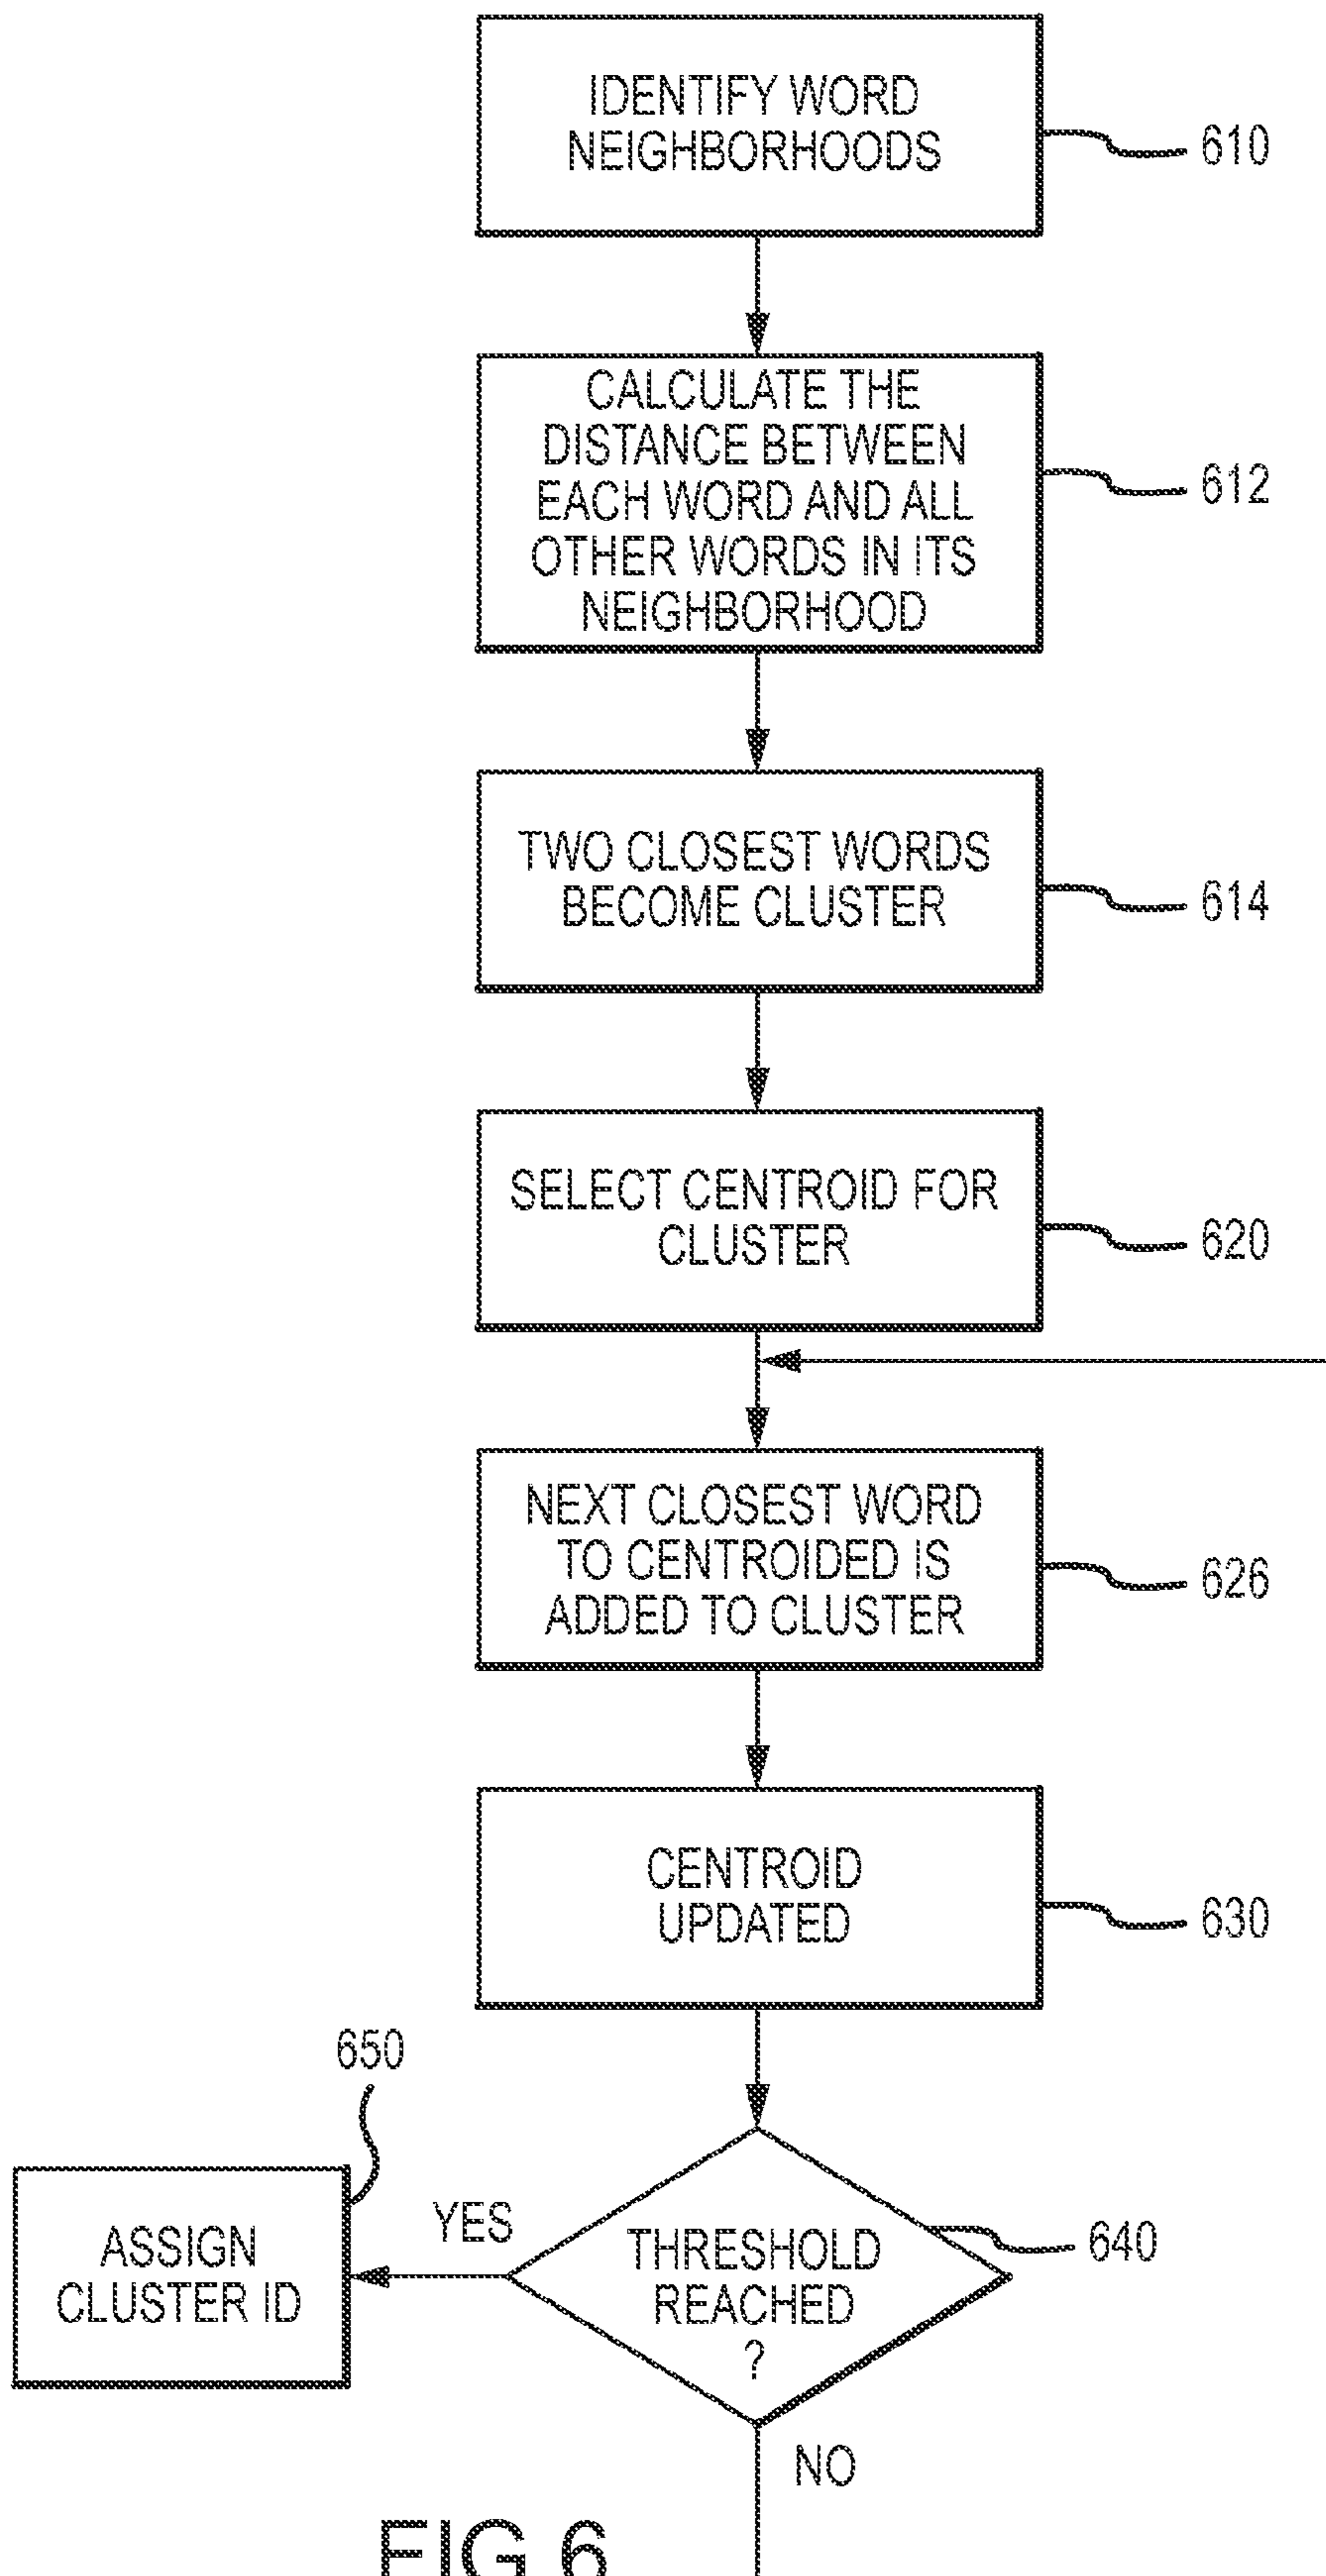 IDENTIFY WORD
NEIGHBORHOODS
610
CALCULATE THE
DISTANCE BETWEEN
EACH WORD AND ALL
OTHER WORDS IN ITS
NEIGHBORHOOD
612
TWO CLOSEST WORDS
BECOME CLUSTER
614
SELECT CENTROID FOR
CLUSTER
620
NEXT CLOSEST WORD
TO CENTROIDED IS
ADDED TO CLUSTER
626
CENTROID
UPDATED
630
650
ASSIGN
CLUSTER ID
YES
THRESHOLD
REACHED
?
640
NO
FIG 6